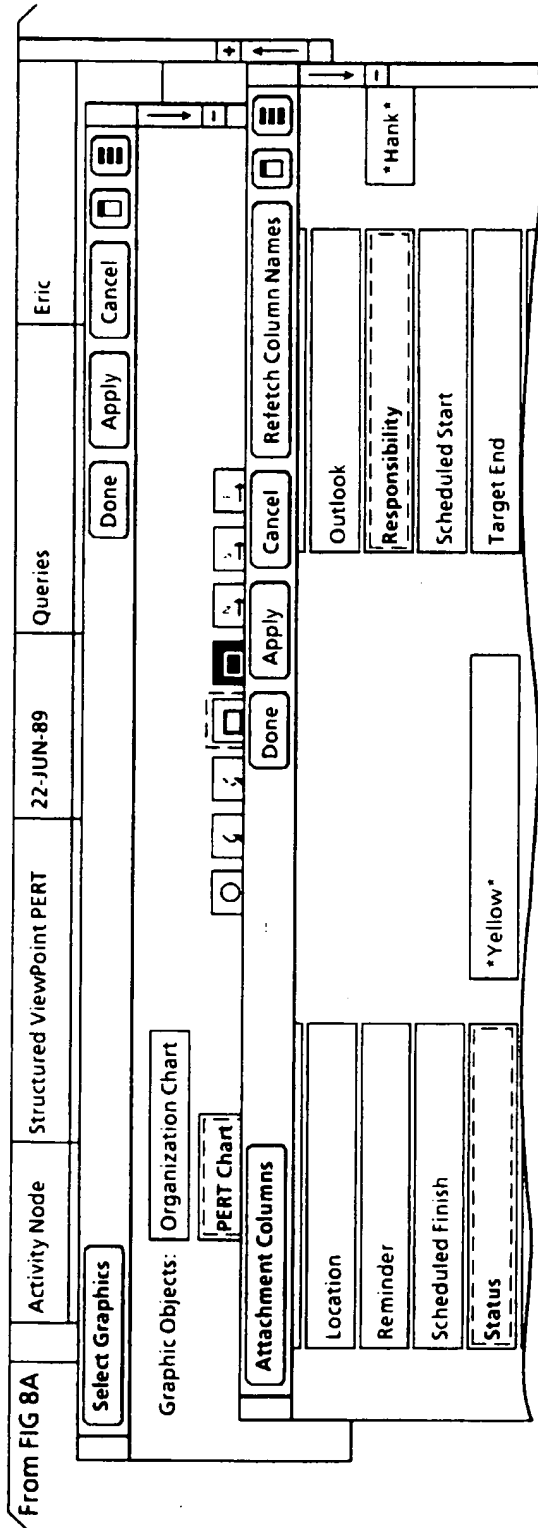 From FIG 8A
Activity Node
Structured ViewPoint PERT
22-JUN-89
Queries
Eric
Select Graphics
Done
Apply
Cancel
Graphic Objects:
Organization Chart
PERT Chart
Attachment Columns
Done
Apply
Cancel
Refetch Column Names
Location
Outlook
Reminder
Responsibility
*Hank*
Scheduled Finish
Scheduled Start
Status
*Yellow*
Target End